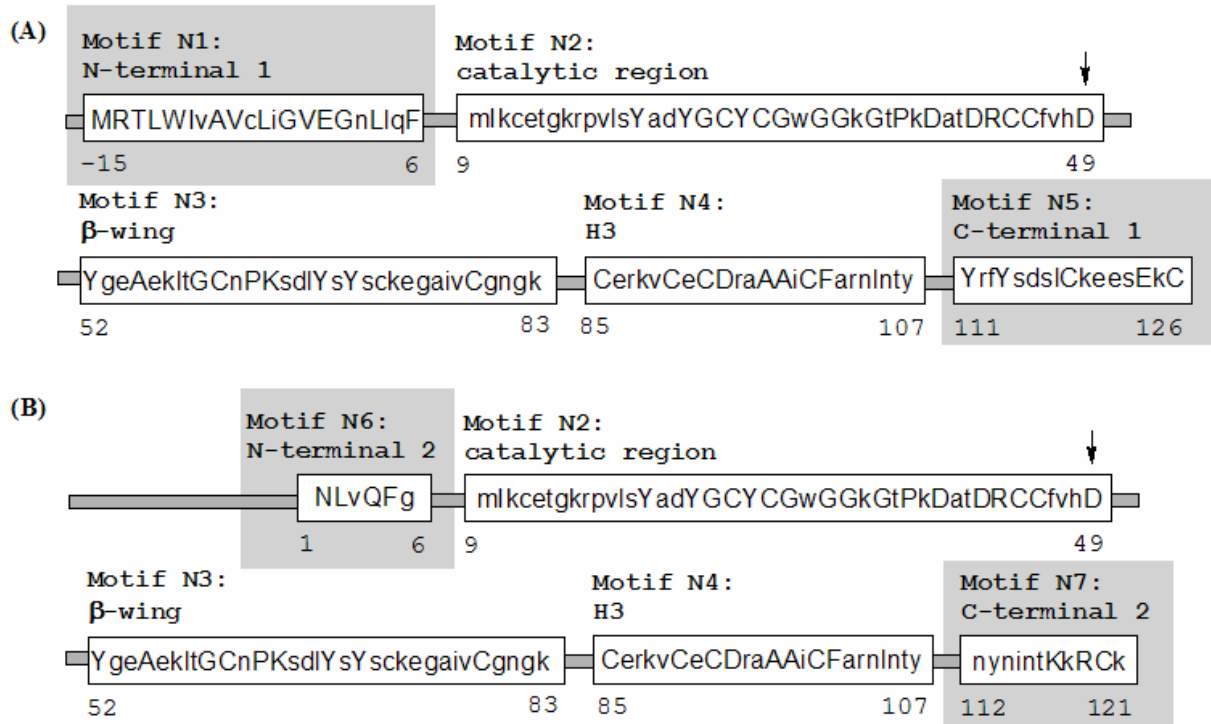 (A)
Motif N1:
N-terminal 1
MRTLWIvAVcLiGVEGnLlqF
-15 6
Motif N2:
catalytic region
mlkcetgkrpvlsYadYGCYCGwGGkGtPkDatDRCCfvhD
9 49
Motif N3:
β-wing
YgeAekltGCnPKsdlYsYsckegaivCgngk
52 83
Motif N4:
H3
CerkvCeCDraAAiCFarnlnty
85 107
Motif N5:
C-terminal 1
YrfYsdslCkeesEkC
111 126
(B)
Motif N6:
N-terminal 2
NLvQFg
1 6
Motif N2:
catalytic region
mlkcetgkrpvlsYadYGCYCGwGGkGtPkDatDRCCfvhD
9 49
Motif N3:
β-wing
YgeAekltGCnPKsdlYsYsckegaivCgngk
52 83
Motif N4:
H3
CerkvCeCDraAAiCFarnlnty
85 107
Motif N7:
C-terminal 2
nynintKkRCk
112 121